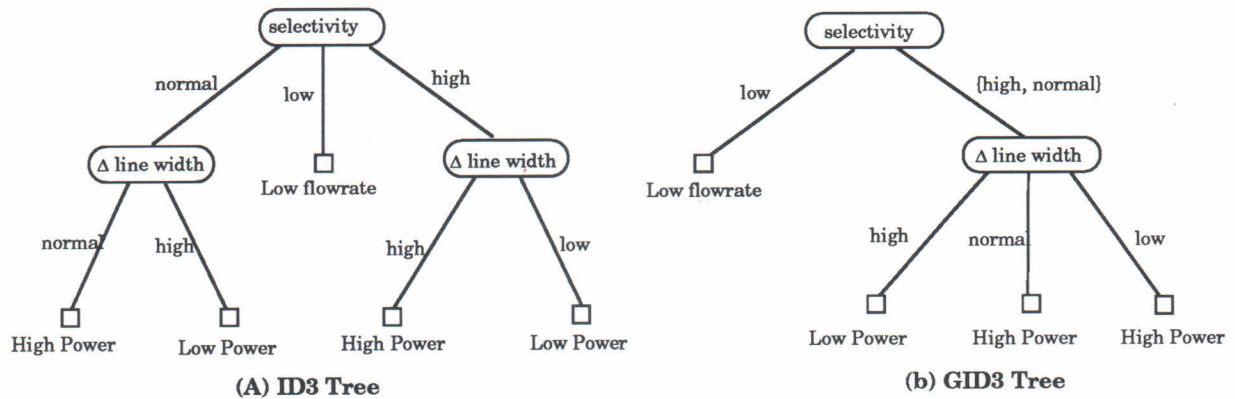 selectivity
normal
low
high
Δ line width
Low flowrate
Δ line width
normal
high
high
low
High Power
Low Power
High Power
Low Power
(A) ID3 Tree
selectivity
low
{high, normal}
Low flowrate
Δ line width
high
normal
low
Low Power
High Power
High Power
(b) GID3 Tree